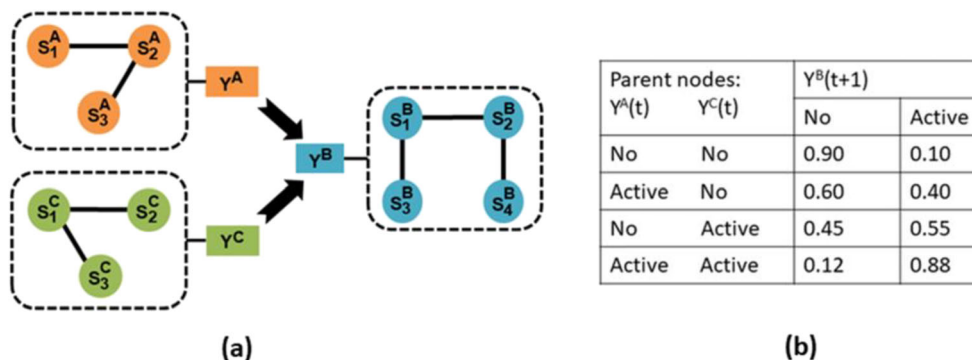 S₁ᴬ S₂ᴬ
S₃ᴬ
Yᴬ
S₁ᶜ S₂ᶜ
S₃ᶜ
Yᶜ
Yᴮ
S₁ᴮ S₂ᴮ
S₃ᴮ S₄ᴮ
(a)
Parent nodes: Yᴮ(t+1)
Yᴬ(t) Yᶜ(t) No Active
No No 0.90 0.10
Active No 0.60 0.40
No Active 0.45 0.55
Active Active 0.12 0.88
(b)